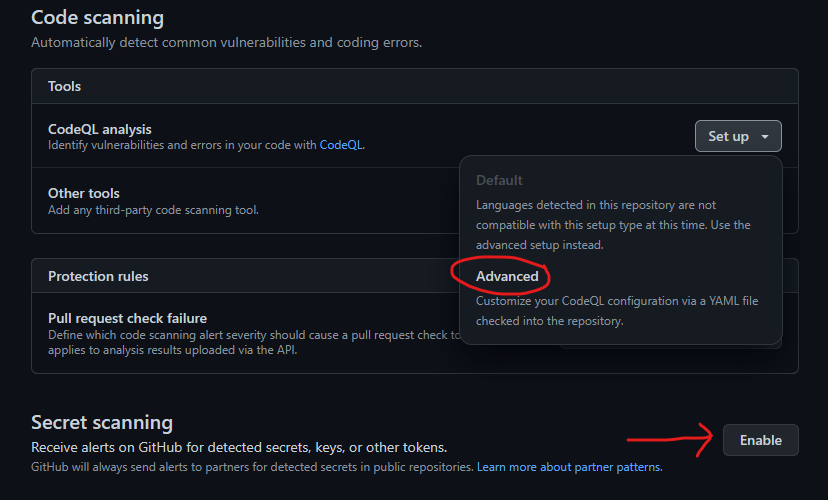 Code scanning
Automatically detect common vulnerabilities and coding errors.
Tools
CodeQL analysis
Identify vulnerabilities and errors in your code with CodeQL.
Set up
Other tools
Add any third-party code scanning tool.
Default
Languages detected in this repository are not
compatible with this setup type at this time. Use the
advanced setup instead.
Advanced
Customize your CodeQL configuration via a YAML file
checked into the repository.
Protection rules
Pull request check failure
Define which code scanning alert severity should cause a pull request check to
applies to analysis results uploaded via the API.
Secret scanning
Receive alerts on GitHub for detected secrets, keys, or other tokens.
GitHub will always send alerts to partners for detected secrets in public repositories. Learn more about partner patterns.
Enable